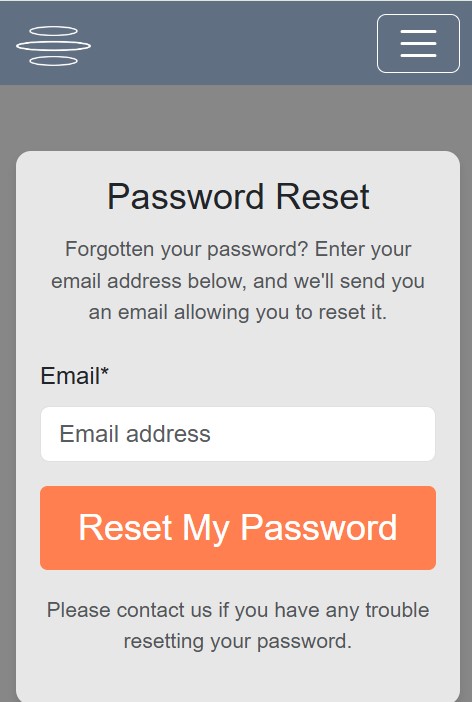 Password Reset
Forgotten your password? Enter your
email address below, and we'll send you
an email allowing you to reset it.
Email*
Email address
Reset My Password
Please contact us if you have any trouble
resetting your password.